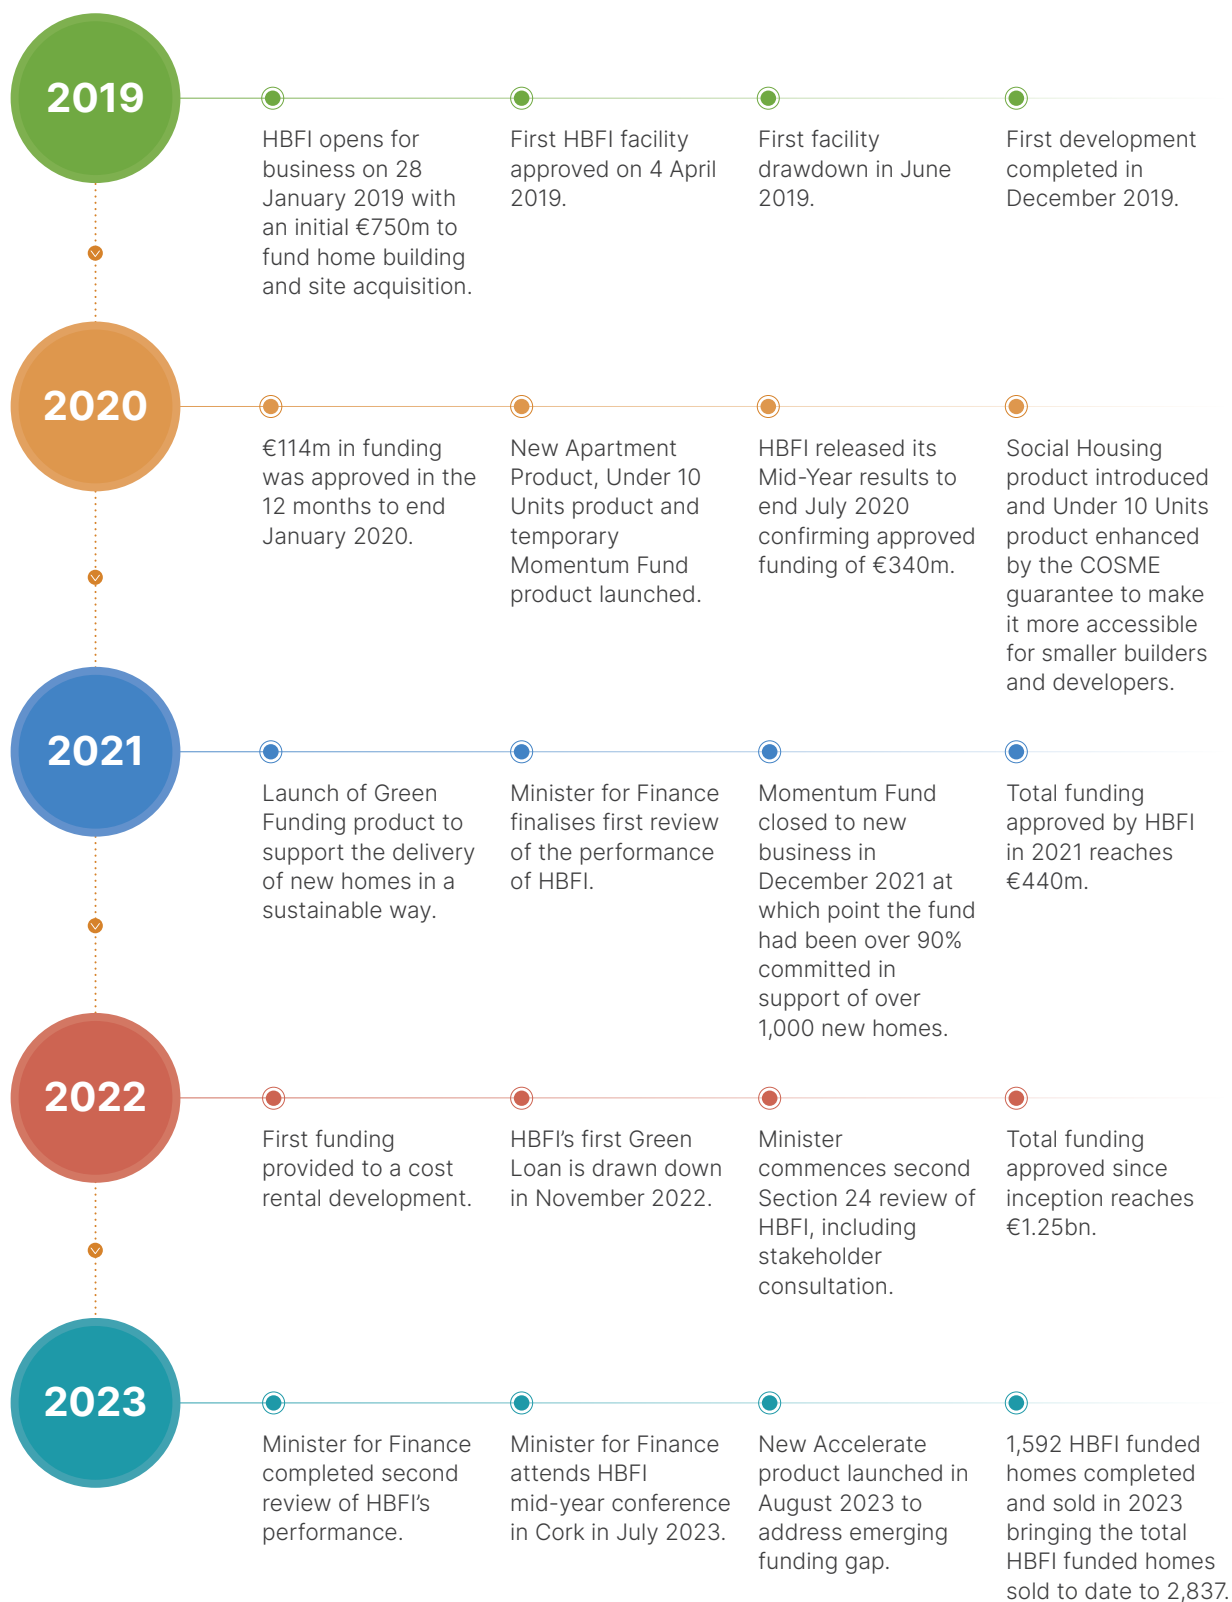 2019
HBFI opens for
business on 28
January 2019 with
an initial €750m to
fund home building
and site acquisition.
First HBFI facility
approved on 4 April
2019.
First facility
drawdown in June
2019.
First development
completed in
December 2019.
2020
€114m in funding
was approved in the
12 months to end
January 2020.
New Apartment
Product, Under 10
Units product and
temporary
Momentum Fund
product launched.
HBFI released its
Mid-Year results to
end July 2020
confirming approved
funding of €340m.
Social Housing
product introduced
and Under 10 Units
product enhanced
by the COSME
guarantee to make
it more accessible
for smaller builders
and developers.
2021
Launch of Green
Funding product to
support the delivery
of new homes in a
sustainable way.
Minister for Finance
finalises first review
of the performance
of HBFI.
Momentum Fund
closed to new
business in
December 2021 at
which point the fund
had been over 90%
committed in
support of over
1,000 new homes.
Total funding
approved by HBFI
in 2021 reaches
€440m.
2022
First funding
provided to a cost
rental development.
HBFI's first Green
Loan is drawn down
in November 2022.
Minister
commences second
Section 24 review of
HBFI, including
stakeholder
consultation.
Total funding
approved since
inception reaches
€1.25bn.
2023
Minister for Finance
completed second
review of HBFI's
performance.
Minister for Finance
attends HBFI
mid-year conference
in Cork in July 2023.
New Accelerate
product launched in
August 2023 to
address emerging
funding gap.
1,592 HBFI funded
homes completed
and sold in 2023
bringing the total
HBFI funded homes
sold to date to 2,837.